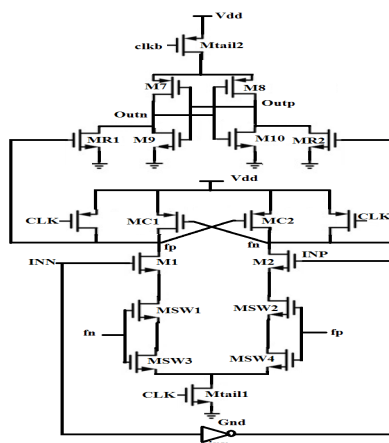 Vdd
clkb
Mtail2
M7
M8
Outn
Outp
MR1
M9
M10
MR2
Vdd
CLK
MC1
MC2
CLK
fp
fn
INN
M1
M2
INP
MSW1
MSW2
fn
fp
MSW3
MSW4
CLK
Mtail1
Gnd